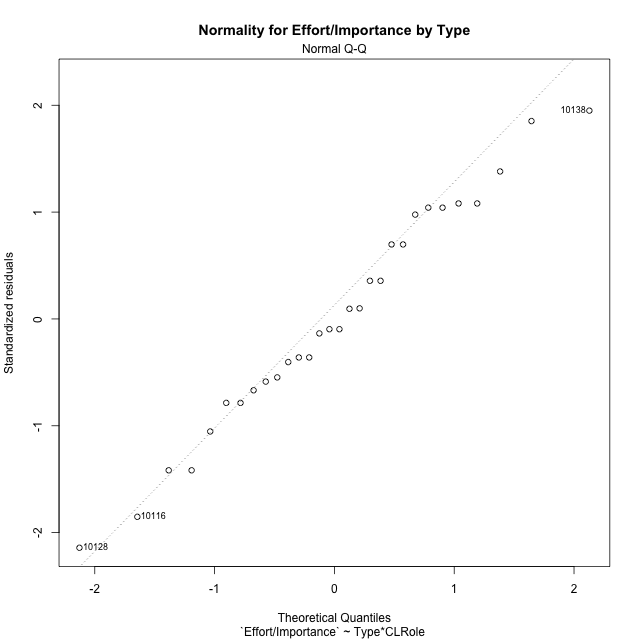 Normality for Effort/Importance by Type
Normal Q-Q
2
1
0
-1
-2
Standardized residuals
10138
10116
10128
-2
-1
0
1
2
Theoretical Quantiles
`Effort/Importance` ~ Type*CLRole